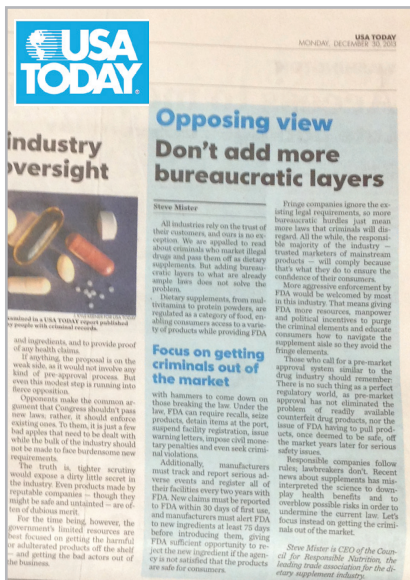 USA
TODAY
USA TODAY
MONDAY, DECEMBER 30, 2013
industry
oversight
examined in a USA TODAY report published
by people with criminal records.
and ingredients, and to provide proof
of any health claims.
If anything, the proposal is on the
weak side, as it would not involve any
kind of pre-approval process. But
even this modest step is running into
fierce opposition.
Opponents make the common ar-
gument that Congress shouldn't pass
new laws; rather, it should enforce
existing ones. To them, it is just a few
bad apples that need to be dealt with
while the bulk of the industry should
not be made to face burdensome new
requirements.
The truth is, tighter scrutiny
would expose a dirty little secret in
the industry. Even products made by
reputable companies — though they
might be safe and untainted — are of-
ten of dubious merit.
For the time being, however, the
government's limited resources are
best focused on getting the harmful
or adulterated products off the shelf
— and getting the bad actors out of
the business.
Opposing view
Don't add more
bureaucratic layers
Steve Mister
All industries rely on the trust of
their customers, and ours is no ex-
ception. We are appalled to read
about criminals who market illegal
drugs and pass them off as dietary
supplements. But adding bureau-
cratic layers to what are already
ample laws does not solve the
problem.
Dietary supplements, from mul-
tivitamins to protein powders, are
regulated as a category of food, en-
abling consumers access to a varie-
ty of products while providing FDA
Focus on getting
criminals out of
the market
with hammers to come down on
those breaking the law. Under the
law, FDA can require recalls, seize
products, detain items at the port,
suspend facility registration, issue
warning letters, impose civil mone-
tary penalties and even seek crimi-
nal violations.
Additionally, manufacturers
must track and report serious ad-
verse events and register all of
their facilities every two years with
FDA. New claims must be reported
to FDA within 30 days of first use,
and manufacturers must alert FDA
to new ingredients at least 75 days
before introducing them, giving
FDA sufficient opportunity to re-
ject the new ingredient if the agen-
cy is not satisfied that the products
are safe for consumers.
Fringe companies ignore the ex-
isting legal requirements, so more
bureaucratic hurdles just mean
more laws that criminals will dis-
regard. All the while, the responsi-
ble majority of the industry —
trusted marketers of mainstream
products — will comply because
that's what they do to ensure the
confidence of their consumers.
More aggressive enforcement by
FDA would be welcomed by most
in this industry. That means giving
FDA more resources, manpower
and political incentives to purge
the criminal elements and educate
consumers how to navigate the
supplement aisle so they avoid the
fringe elements.
Those who call for a pre-market
approval system similar to the
drug industry should remember:
There is no such thing as a perfect
regulatory world, as pre-market
approval has not eliminated the
problem of readily available
counterfeit drug products, nor the
issue of FDA having to pull prod-
ucts, once deemed to be safe, off
the market years later for serious
safety issues.
Responsible companies follow
rules; lawbreakers don't. Recent
news about supplements has mis-
interpreted the science to down-
play health benefits and to
overblow possible risks in order to
undermine the current law. Let's
focus instead on getting the crimi-
nals out of the market.
Steve Mister is CEO of the Coun-
cil for Responsible Nutrition, the
leading trade association for the di-
etary supplement industry.